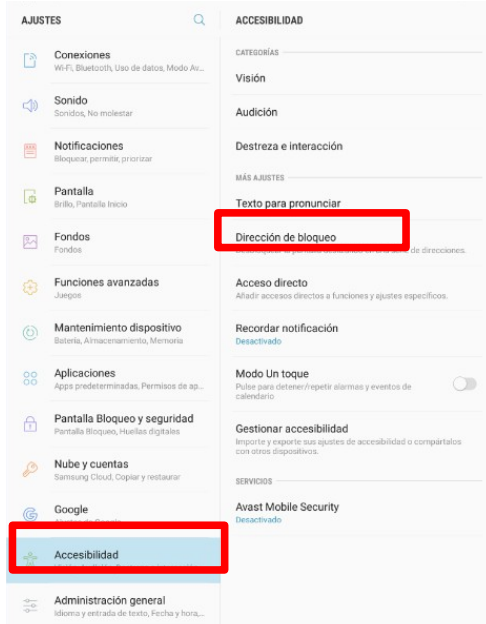 AJUSTES
Conexiones
Wi-Fi, Bluetooth, Uso de datos, Modo Av...
Sonido
Sonidos, No molestar
Notificaciones
Bloquear, permitir, priorizar
Pantalla
Brillo, Pantalla Inicio
Fondos
Fondos
Funciones avanzadas
Juegos
Mantenimiento dispositivo
Batería, Almacenamiento, Memoria
Aplicaciones
Apps predeterminadas, Permisos de ap...
Pantalla Bloqueo y seguridad
Pantalla Bloqueo, Huellas digitales
Nube y cuentas
Samsung Cloud, Copiar y restaurar
Google
Accesibilidad
Administración general
Idioma y entrada de texto, Fecha y hora,...
ACCESIBILIDAD
CATEGORÍAS
Visión
Audición
Destreza e interacción
MÁS AJUSTES
Texto para pronunciar
Dirección de bloqueo
de direcciones.
Acceso directo
Añadir accesos directos a funciones y ajustes específicos.
Recordar notificación
Desactivado
Modo Un toque
Pulse para detener/repetir alarmas y eventos de
calendario
Gestionar accesibilidad
Importe y exporte sus ajustes de accesibilidad o compártalos
con otros dispositivos.
SERVICIOS
Avast Mobile Security
Desactivado